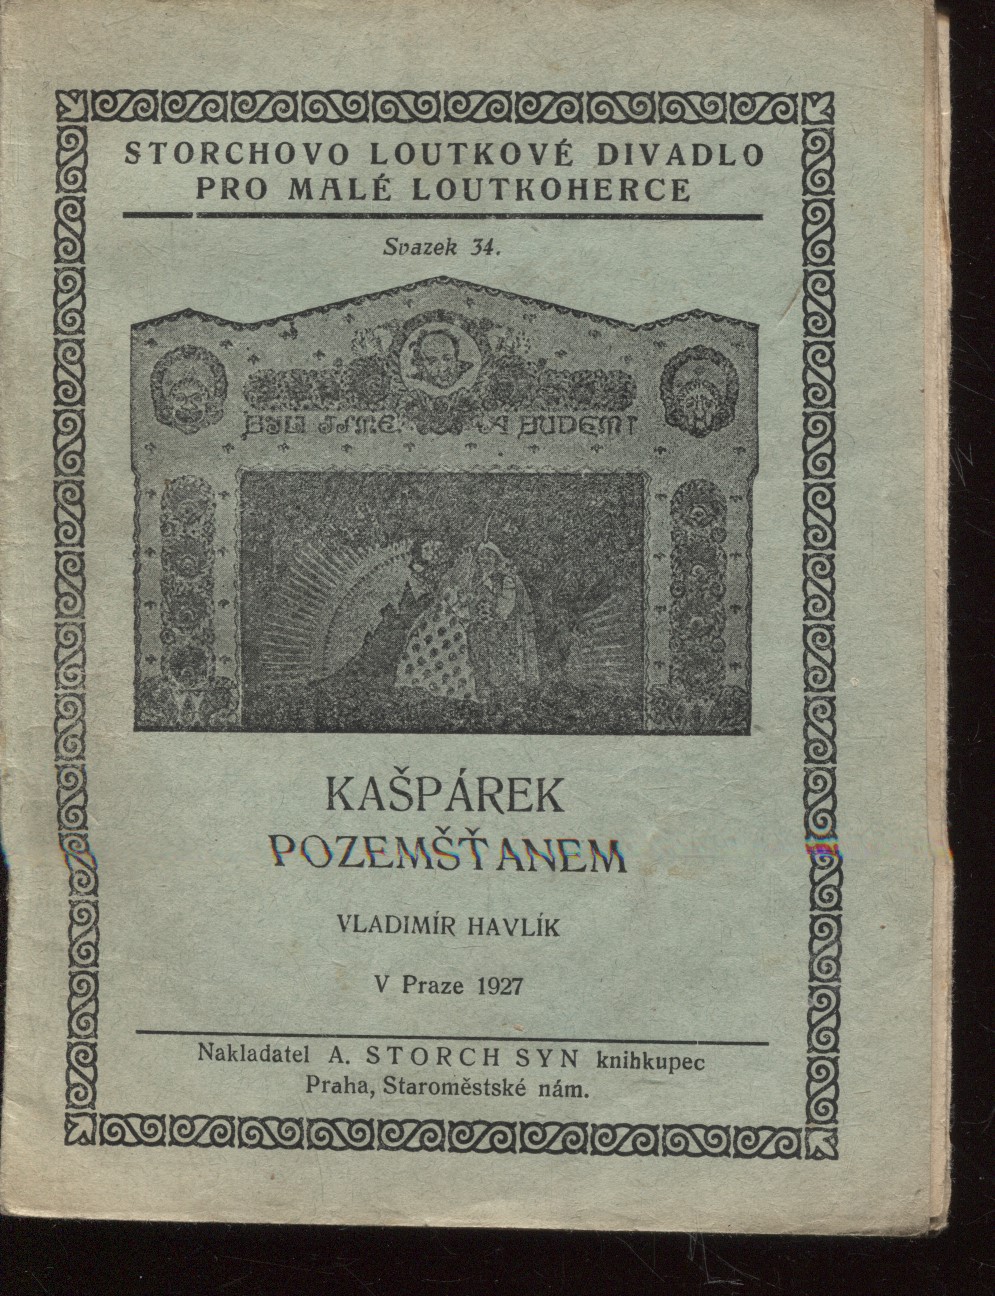 STORCHOVO LOUTKOVÉ DIVADLO
PRO MALÉ LOUTKOHERCE
Svazek 34.
BYLI JSME, A BUDEM!
KAŠPÁREK
POZEMŠŤANEM
VLADIMÍR HAVLÍK
V Praze 1927
Nakladatel A. STORCH SYN knihkupec
Praha, Staroměstské nám.